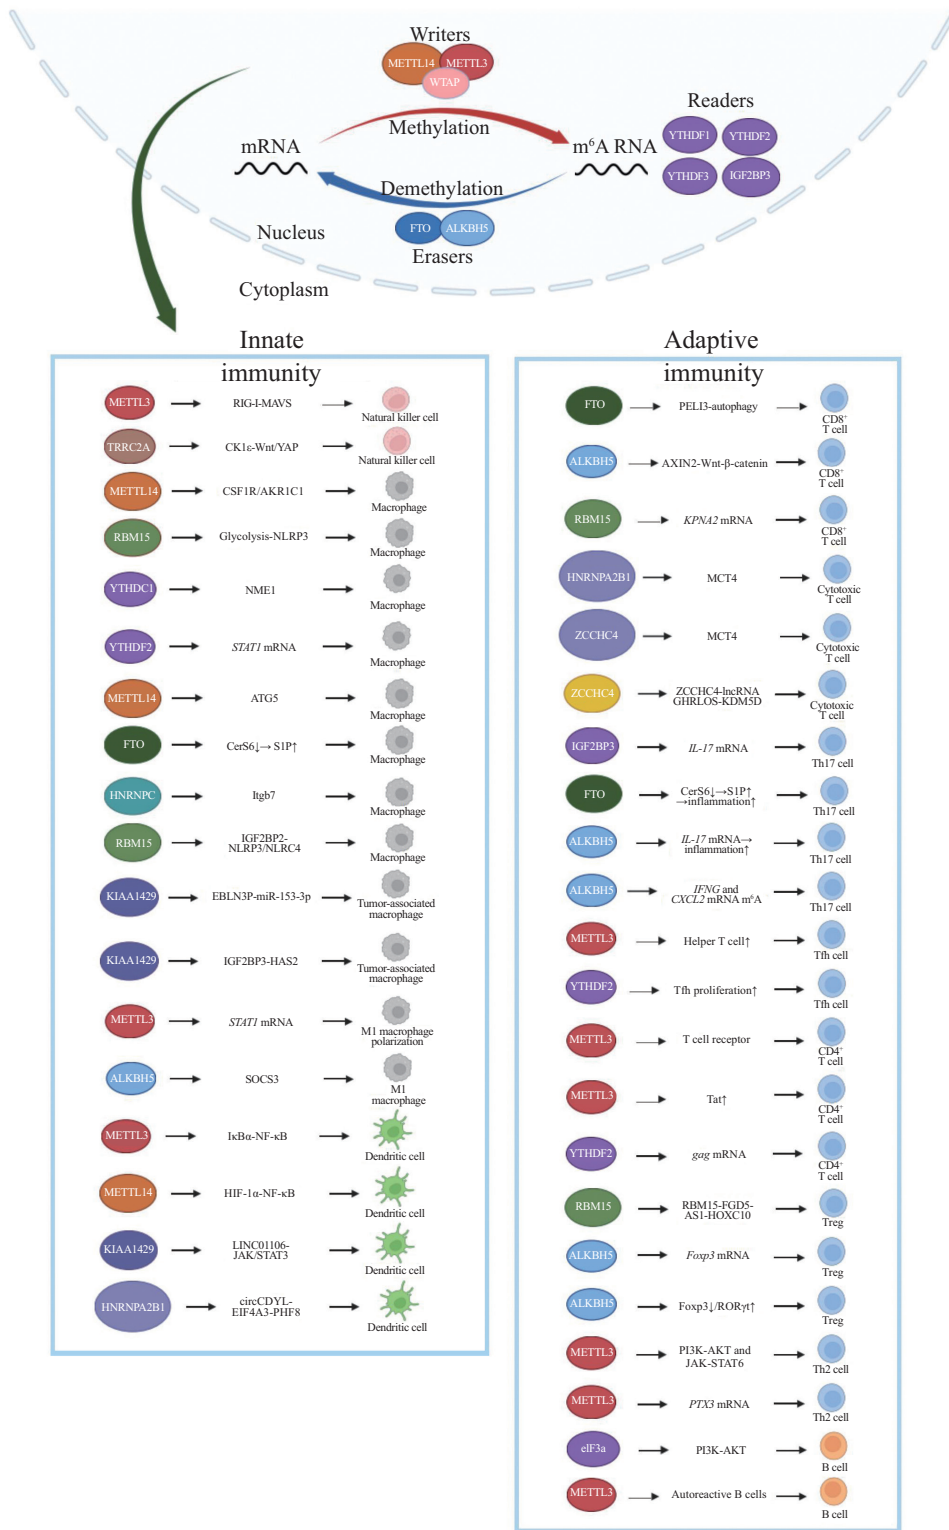 Writers
METTL14
METTL3
WTAP
Methylation
mRNA
m⁶A RNA
Readers
YTHDF1
YTHDF2
YTHDF3
IGF2BP3
Demethylation
FTO
ALKBH5
Erasers
Nucleus
Cytoplasm
Innate
immunity
METTL3
RIG-I-MAVS
Natural killer cell
TRRC2A
CK1ε-Wnt/YAP
Natural killer cell
METTL14
CSF1R/AKR1C1
Macrophage
RBM15
Glycolysis-NLRP3
Macrophage
YTHDC1
NME1
Macrophage
YTHDF2
STAT1 mRNA
Macrophage
METTL14
ATG5
Macrophage
FTO
CerS6↓→ S1P↑
Macrophage
HNRNPC
Itgb7
Macrophage
RBM15
IGF2BP2-
NLRP3/NLRC4
Macrophage
KIAA1429
EBLN3P-miR-153-3p
Tumor-associated
macrophage
KIAA1429
IGF2BP3-HAS2
Tumor-associated
macrophage
METTL3
STAT1 mRNA
M1 macrophage
polarization
ALKBH5
SOCS3
M1
macrophage
METTL3
IκBα-NF-κB
Dendritic cell
METTL14
HIF-1α-NF-κB
Dendritic cell
KIAA1429
LINC01106-
JAK/STAT3
Dendritic cell
HNRNPA2B1
circCDYL-
EIF4A3-PHF8
Dendritic cell
Adaptive
immunity
FTO
PELI3-autophagy
CD8⁺
T cell
ALKBH5
AXIN2-Wnt-β-catenin
CD8⁺
T cell
RBM15
KPNA2 mRNA
CD8⁺
T cell
HNRNPA2B1
MCT4
Cytotoxic
T cell
ZCCHC4
MCT4
Cytotoxic
T cell
ZCCHC4
ZCCHC4-lncRNA
GHRLOS-KDM5D
Cytotoxic
T cell
IGF2BP3
IL-17 mRNA
Th17 cell
FTO
CerS6↓→S1P↑
→inflammation↑
Th17 cell
ALKBH5
IL-17 mRNA→
inflammation↑
Th17 cell
ALKBH5
IFNG and
CXCL2 mRNA m⁶A
Th17 cell
METTL3
Helper T cell↑
Tfh cell
YTHDF2
Tfh proliferation↑
Tfh cell
METTL3
T cell receptor
CD4⁺
T cell
METTL3
Tat↑
CD4⁺
T cell
YTHDF2
gag mRNA
CD4⁺
T cell
RBM15
RBM15-FGD5-
AS1-HOXC10
Treg
ALKBH5
Foxp3 mRNA
Treg
ALKBH5
Foxp3↓/RORγt↑
Treg
METTL3
PI3K-AKT and
JAK-STAT6
Th2 cell
METTL3
PTX3 mRNA
Th2 cell
elF3a
PI3K-AKT
B cell
METTL3
Autoreactive B cells
B cell